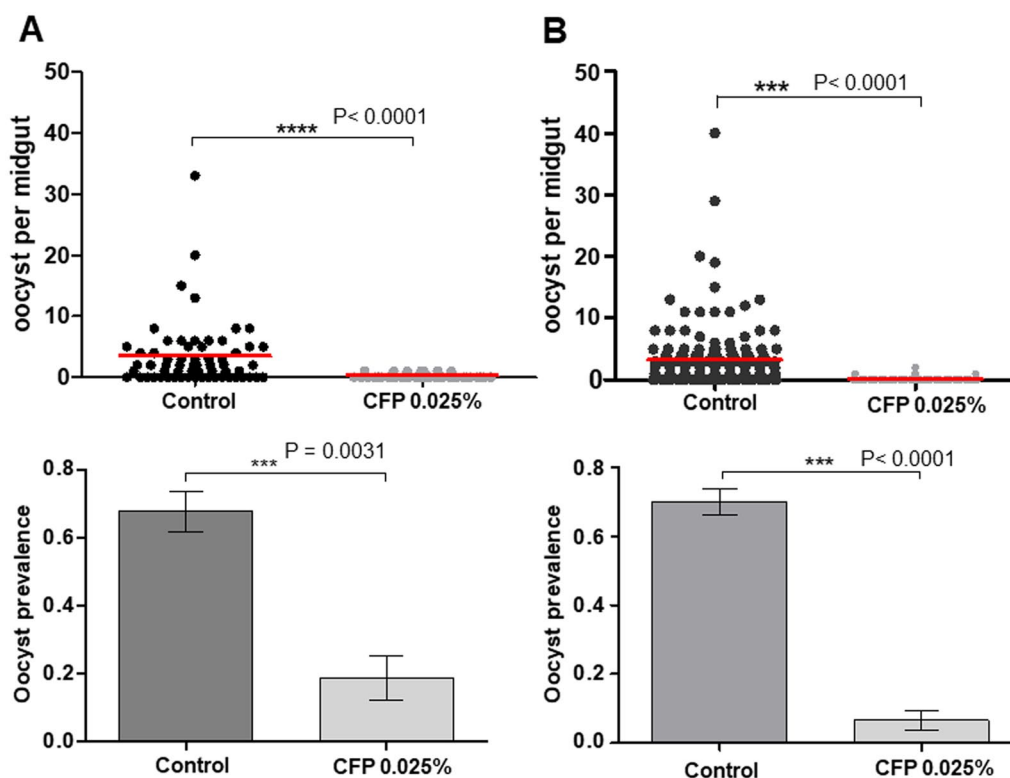 A
50
40
30
20
10
0
oocyst per midgut
P< 0.0001
****
Control
CFP 0.025%
B
50
40
30
20
10
0
oocyst per midgut
*** P< 0.0001
Control
CFP 0.025%
0.8
0.6
0.4
0.2
0.0
Oocyst prevalence
P = 0.0031
***
Control
CFP 0.025%
0.8
0.6
0.4
0.2
0.0
Oocyst prevalence
*** P< 0.0001
Control
CFP 0.025%